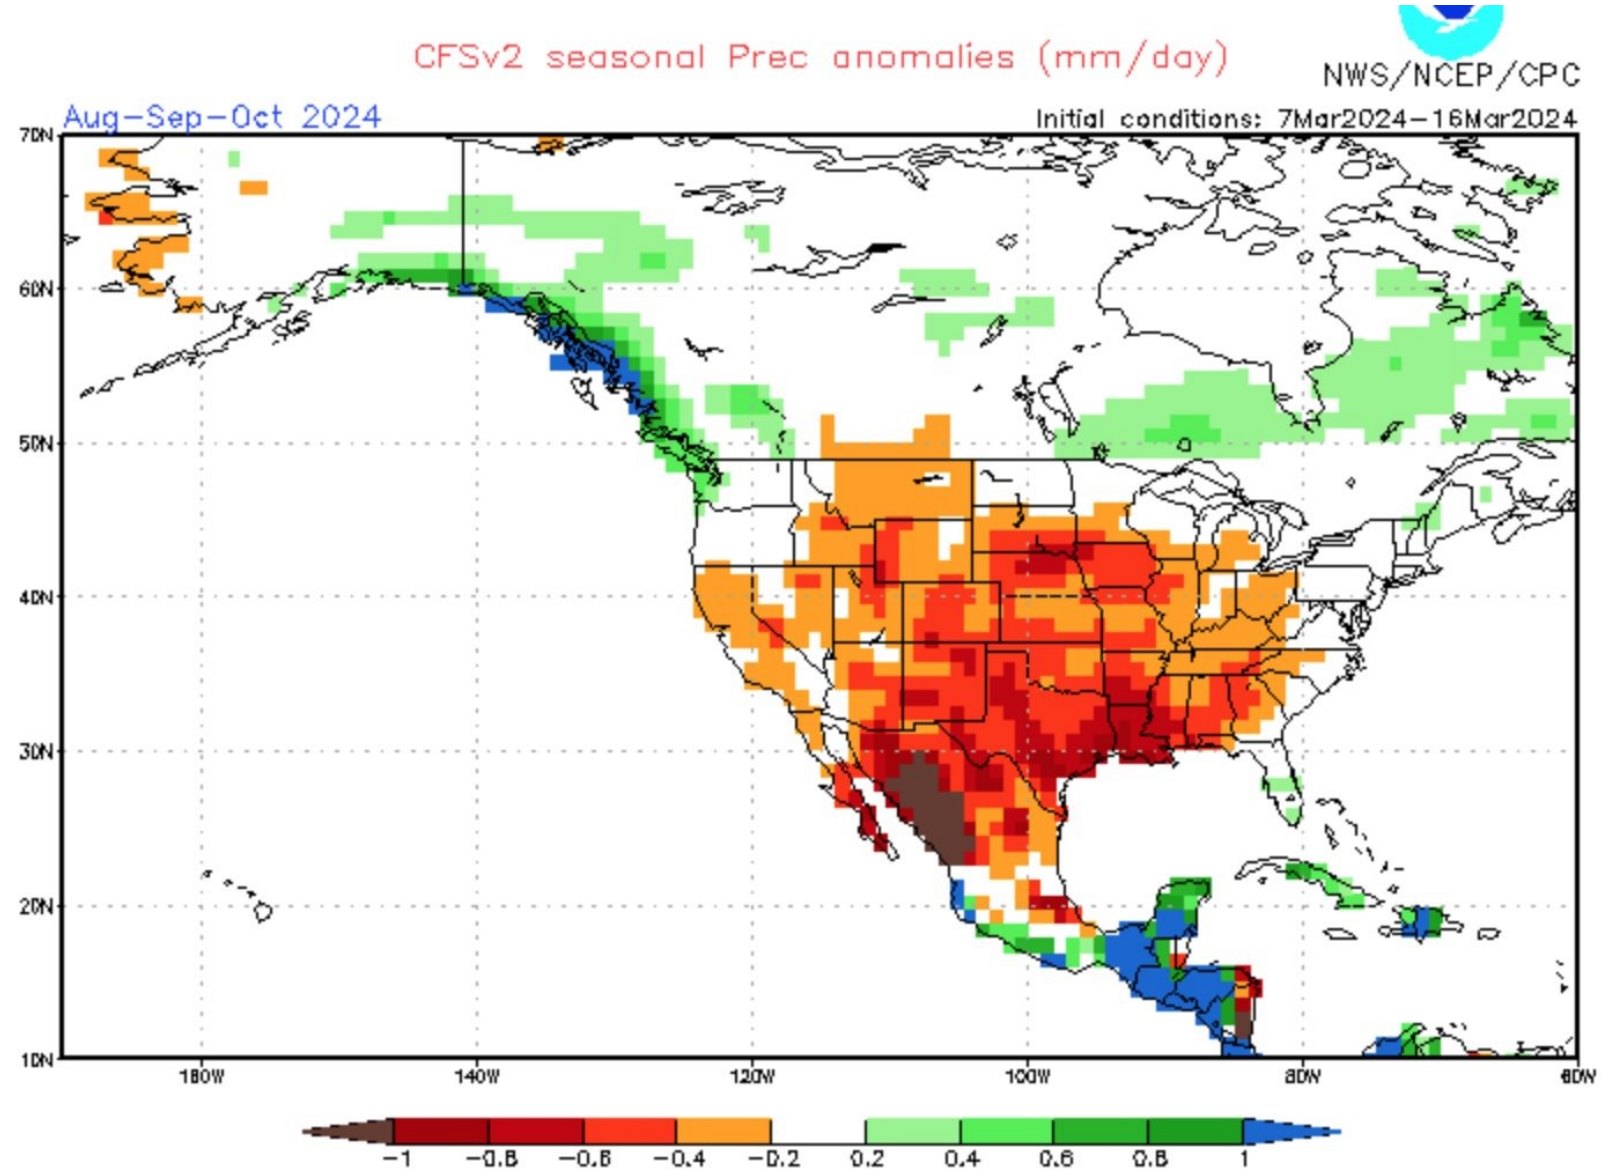 CFSv2 seasonal Prec anomalies (mm/day)
NWS/NCEP/CPC
Aug-Sep-Oct 2024
Initial conditions: 7Mar2024-16Mar2024
70N
60N
50N
40N
30N
20N
10N
160W 140W 120W 100W 80W 60W
-1 -0.8 -0.6 -0.4 -0.2 0.2 0.4 0.6 0.8 1